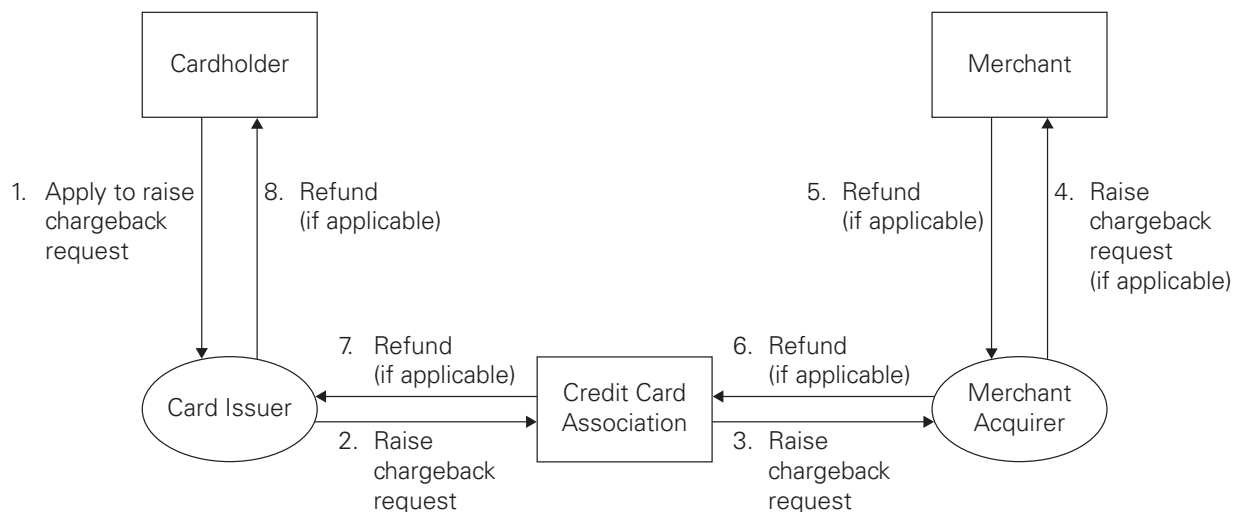 Cardholder
Merchant
1. Apply to raise
chargeback
request
8. Refund
(if applicable)
5. Refund
(if applicable)
4. Raise
chargeback
request
(if applicable)
7. Refund
(if applicable)
6. Refund
(if applicable)
Card Issuer
Credit Card
Association
Merchant
Acquirer
2. Raise
chargeback
request
3. Raise
chargeback
request